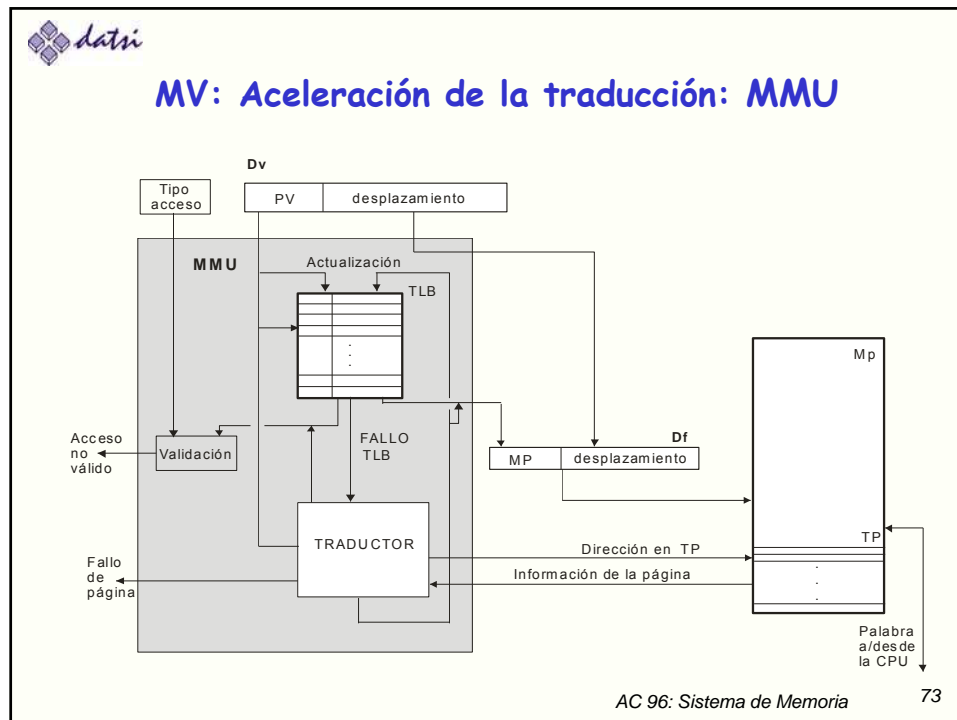 datsi
MV: Aceleración de la traducción: MMU
Dv
Tipo
acceso
PV
desplazamiento
MMU
Actualización
TLB
Mp
Acceso
no
válido
Validación
FALLO
TLB
Df
MP
desplazamiento
TRADUCTOR
Dirección en TP
TP
Fallo
de
página
Información de la página
Palabra
a/desde
la CPU
AC 96: Sistema de Memoria
73